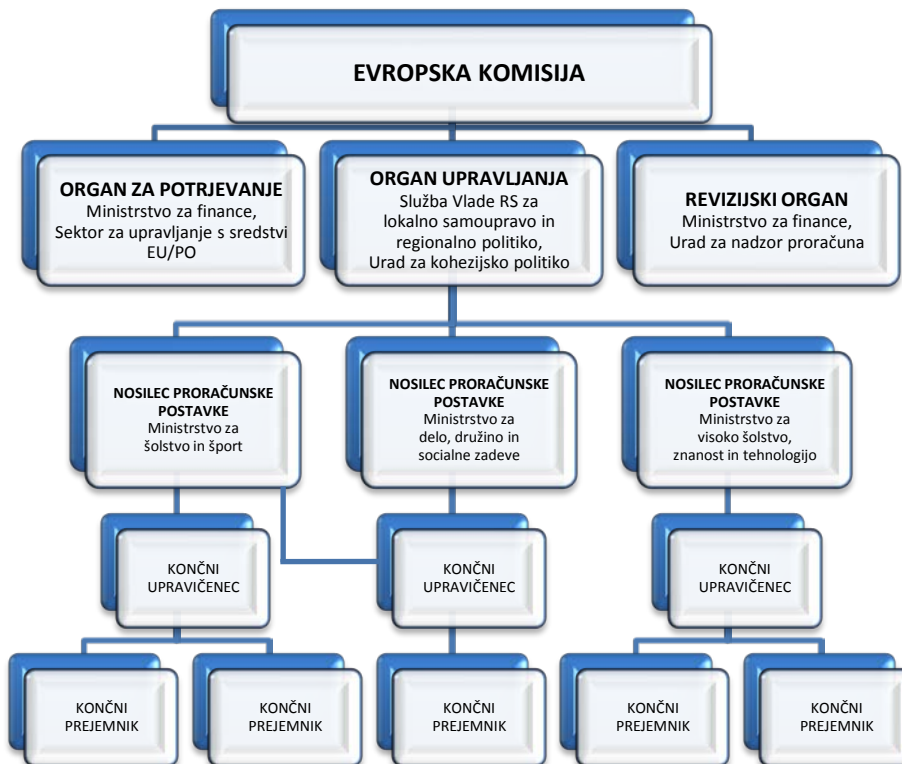 EVROPSKA KOMISIJA
ORGAN ZA POTRJEVANJE
Ministrstvo za finance,
Sektor za upravljanje s sredstvi
EU/PO
ORGAN UPRAVLJANJA
Služba Vlade RS za
lokalno samoupravo in
regionalno politiko,
Urad za kohezijsko politiko
REVIZIJSKI ORGAN
Ministrstvo za finance,
Urad za nadzor proračuna
NOSILEC PRORAČUNSKE
POSTAVKE
Ministrstvo za
šolstvo in šport
NOSILEC PRORAČUNSKE
POSTAVKE
Ministrstvo za
delo, družino in
socialne zadeve
NOSILEC PRORAČUNSKE
POSTAVKE
Ministrstvo za
visoko šolstvo,
znanost in tehnologijo
KONČNI
UPRAVIČENEC
KONČNI
UPRAVIČENEC
KONČNI
UPRAVIČENEC
KONČNI
PREJEMNIK
KONČNI
PREJEMNIK
KONČNI
PREJEMNIK
KONČNI
PREJEMNIK
KONČNI
PREJEMNIK